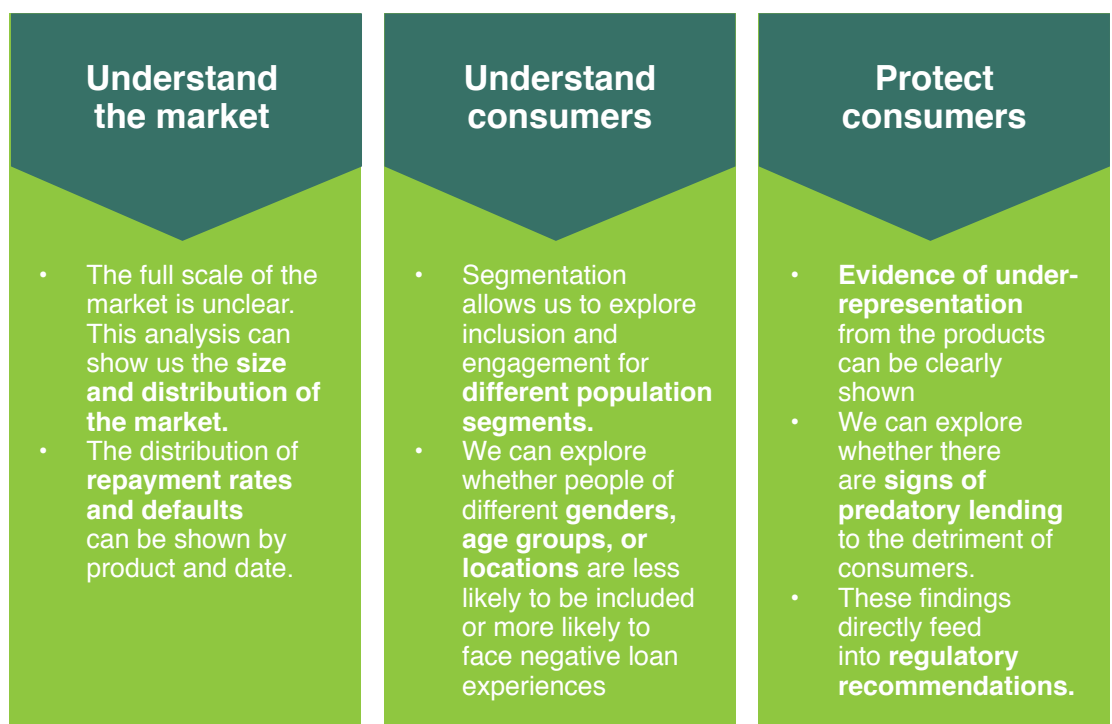 Understand
the market
• The full scale of the
market is unclear.
This analysis can
show us the size
and distribution of
the market.
• The distribution of
repayment rates
and defaults
can be shown by
product and date.
Understand
consumers
• Segmentation
allows us to explore
inclusion and
engagement for
different population
segments.
• We can explore
whether people of
different genders,
age groups, or
locations are less
likely to be included
or more likely to
face negative loan
experiences
Protect
consumers
• Evidence of under-
representation
from the products
can be clearly
shown
• We can explore
whether there
are signs of
predatory lending
to the detriment of
consumers.
• These findings
directly feed
into regulatory
recommendations.